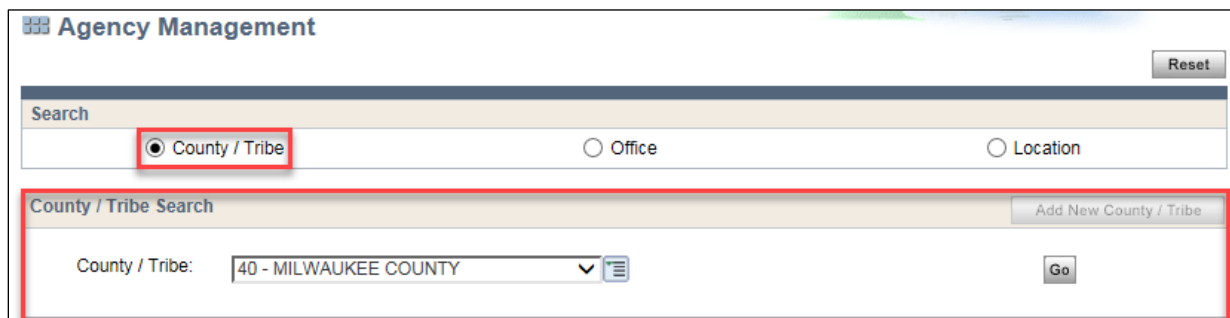 Agency Management
Reset
Search
County / Tribe
Office
Location
County / Tribe Search
Add New County / Tribe
County / Tribe:
40 - MILWAUKEE COUNTY
Go